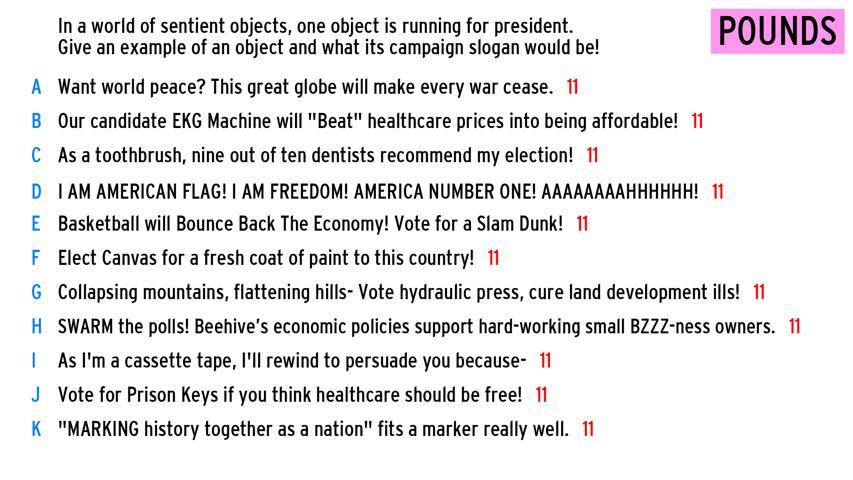 In a world of sentient objects, one object is running for president.
Give an example of an object and what its campaign slogan would be!
POUNDS
A Want world peace? This great globe will make every war cease. 11
B Our candidate EKG Machine will "Beat" healthcare prices into being affordable! 11
C As a toothbrush, nine out of ten dentists recommend my election! 11
D I AM AMERICAN FLAG! I AM FREEDOM! AMERICA NUMBER ONE! AAAAAAAAHHHHHH! 11
E Basketball will Bounce Back The Economy! Vote for a Slam Dunk! 11
F Elect Canvas for a fresh coat of paint to this country! 11
G Collapsing mountains, flattening hills- Vote hydraulic press, cure land development ills! 11
H SWARM the polls! Beehive’s economic policies support hard-working small BZZZ-ness owners. 11
I As I'm a cassette tape, I'll rewind to persuade you because- 11
J Vote for Prison Keys if you think healthcare should be free! 11
K "MARKING history together as a nation" fits a marker really well. 11